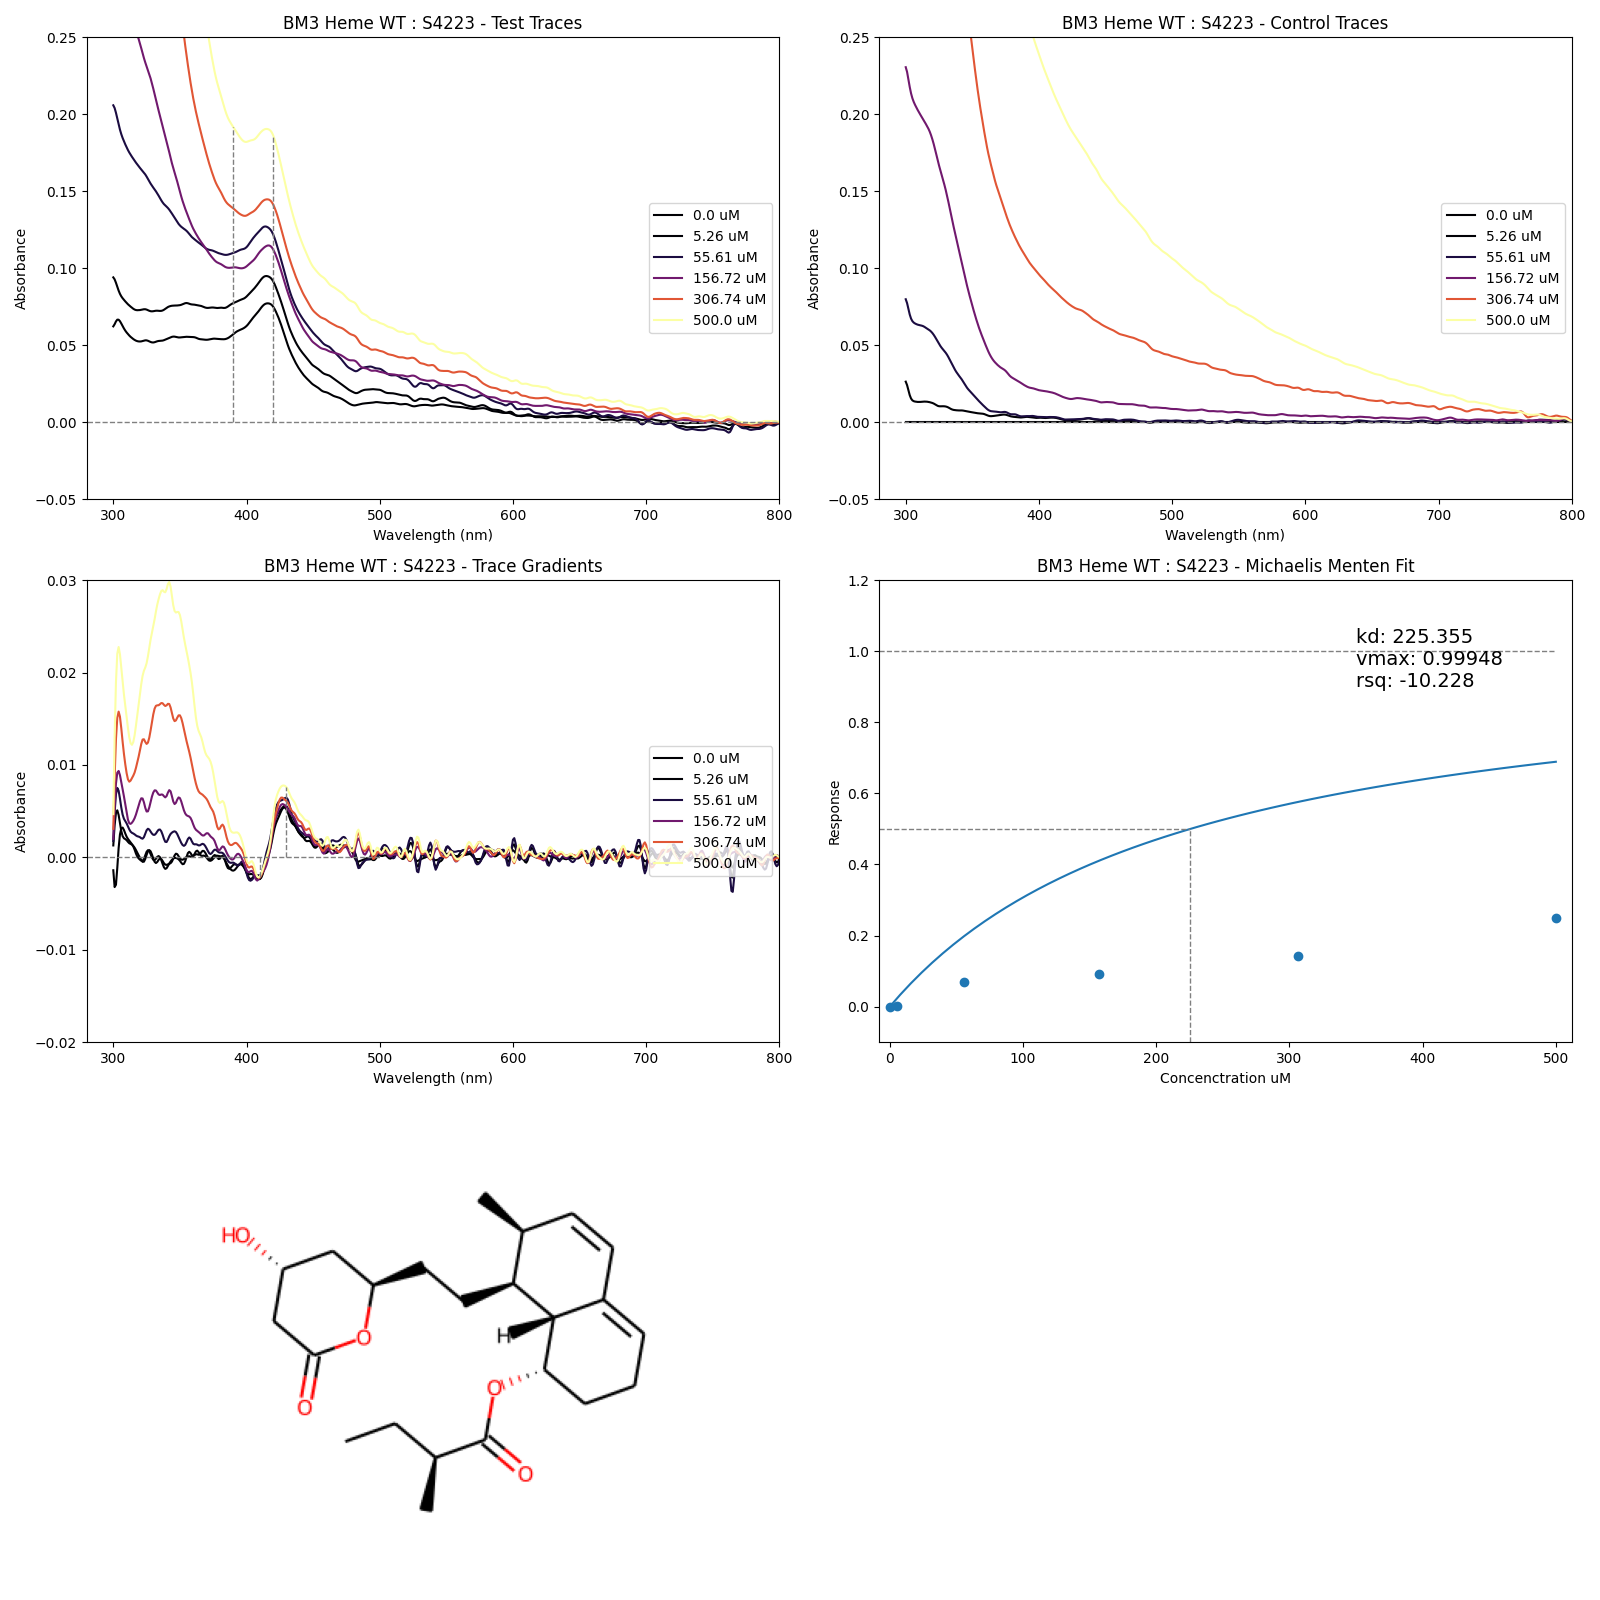 BM3 Heme WT : S4223 - Test Traces
0.25
0.20
0.15
0.10
0.05
0.00
−0.05
Absorbance
300 400 500 600 700 800
Wavelength (nm)
0.0 uM
5.26 uM
55.61 uM
156.72 uM
306.74 uM
500.0 uM
BM3 Heme WT : S4223 - Control Traces
0.25
0.20
0.15
0.10
0.05
0.00
−0.05
Absorbance
300 400 500 600 700 800
Wavelength (nm)
0.0 uM
5.26 uM
55.61 uM
156.72 uM
306.74 uM
500.0 uM
BM3 Heme WT : S4223 - Trace Gradients
0.03
0.02
0.01
0.00
−0.01
−0.02
Absorbance
300 400 500 600 700 800
Wavelength (nm)
0.0 uM
5.26 uM
55.61 uM
156.72 uM
306.74 uM
500.0 uM
BM3 Heme WT : S4223 - Michaelis Menten Fit
1.2
1.0
0.8
0.6
0.4
0.2
0.0
Response
kd: 225.355
vmax: 0.99948
rsq: -10.228
0 100 200 300 400 500
Concenctration uM
HO
O
O
H
O
O